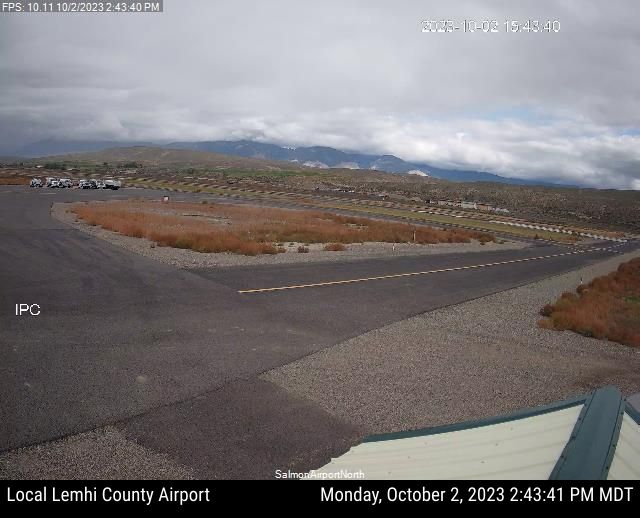 FPS: 10.11 10/2/2023 2:43:40 PM
2023-10-02 15:43:40
IPC
SalmonAirportNorth
Local Lemhi County Airport
Monday, October 2, 2023 2:43:41 PM MDT